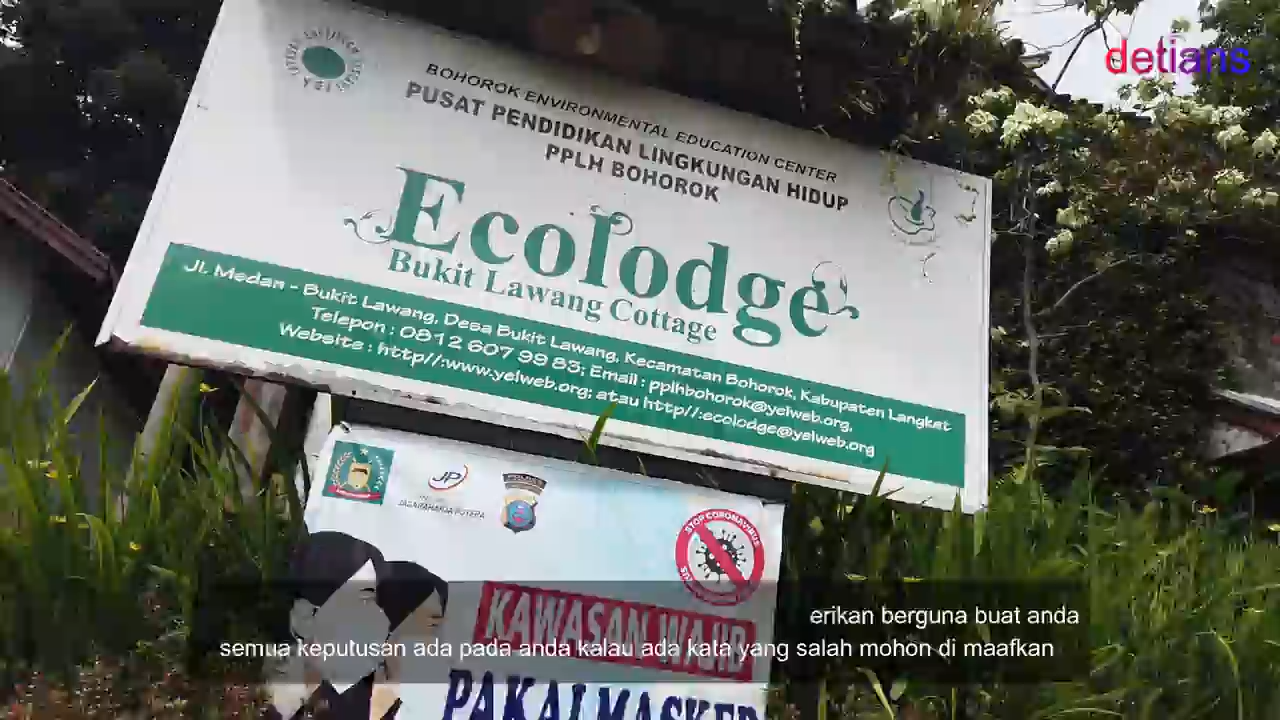 detians
BOHOROK ENVIRONMENTAL EDUCATION CENTER
PUSAT PENDIDIKAN LINGKUNGAN HIDUP
PPLH BOHOROK
Ecolodge
Bukit Lawang Cottage
Jl. Medan - Bukit Lawang, Desa Bukit Lawang, Kecamatan Bohorok, Kabupaten Langkat
Telepon : 0812 607 99 83; Email : pplhbohorok@yelweb.org,
Website : http//:www.yelweb.org; atau http//:ecolodge@yelweb.org
JP
JASARAHARJA PUTERA
STOP CORONAVIRUS
KAWASAN WAJIB
PAKAI MASKER
erikan berguna buat anda
semua keputusan ada pada anda kalau ada kata yang salah mohon di maafkan